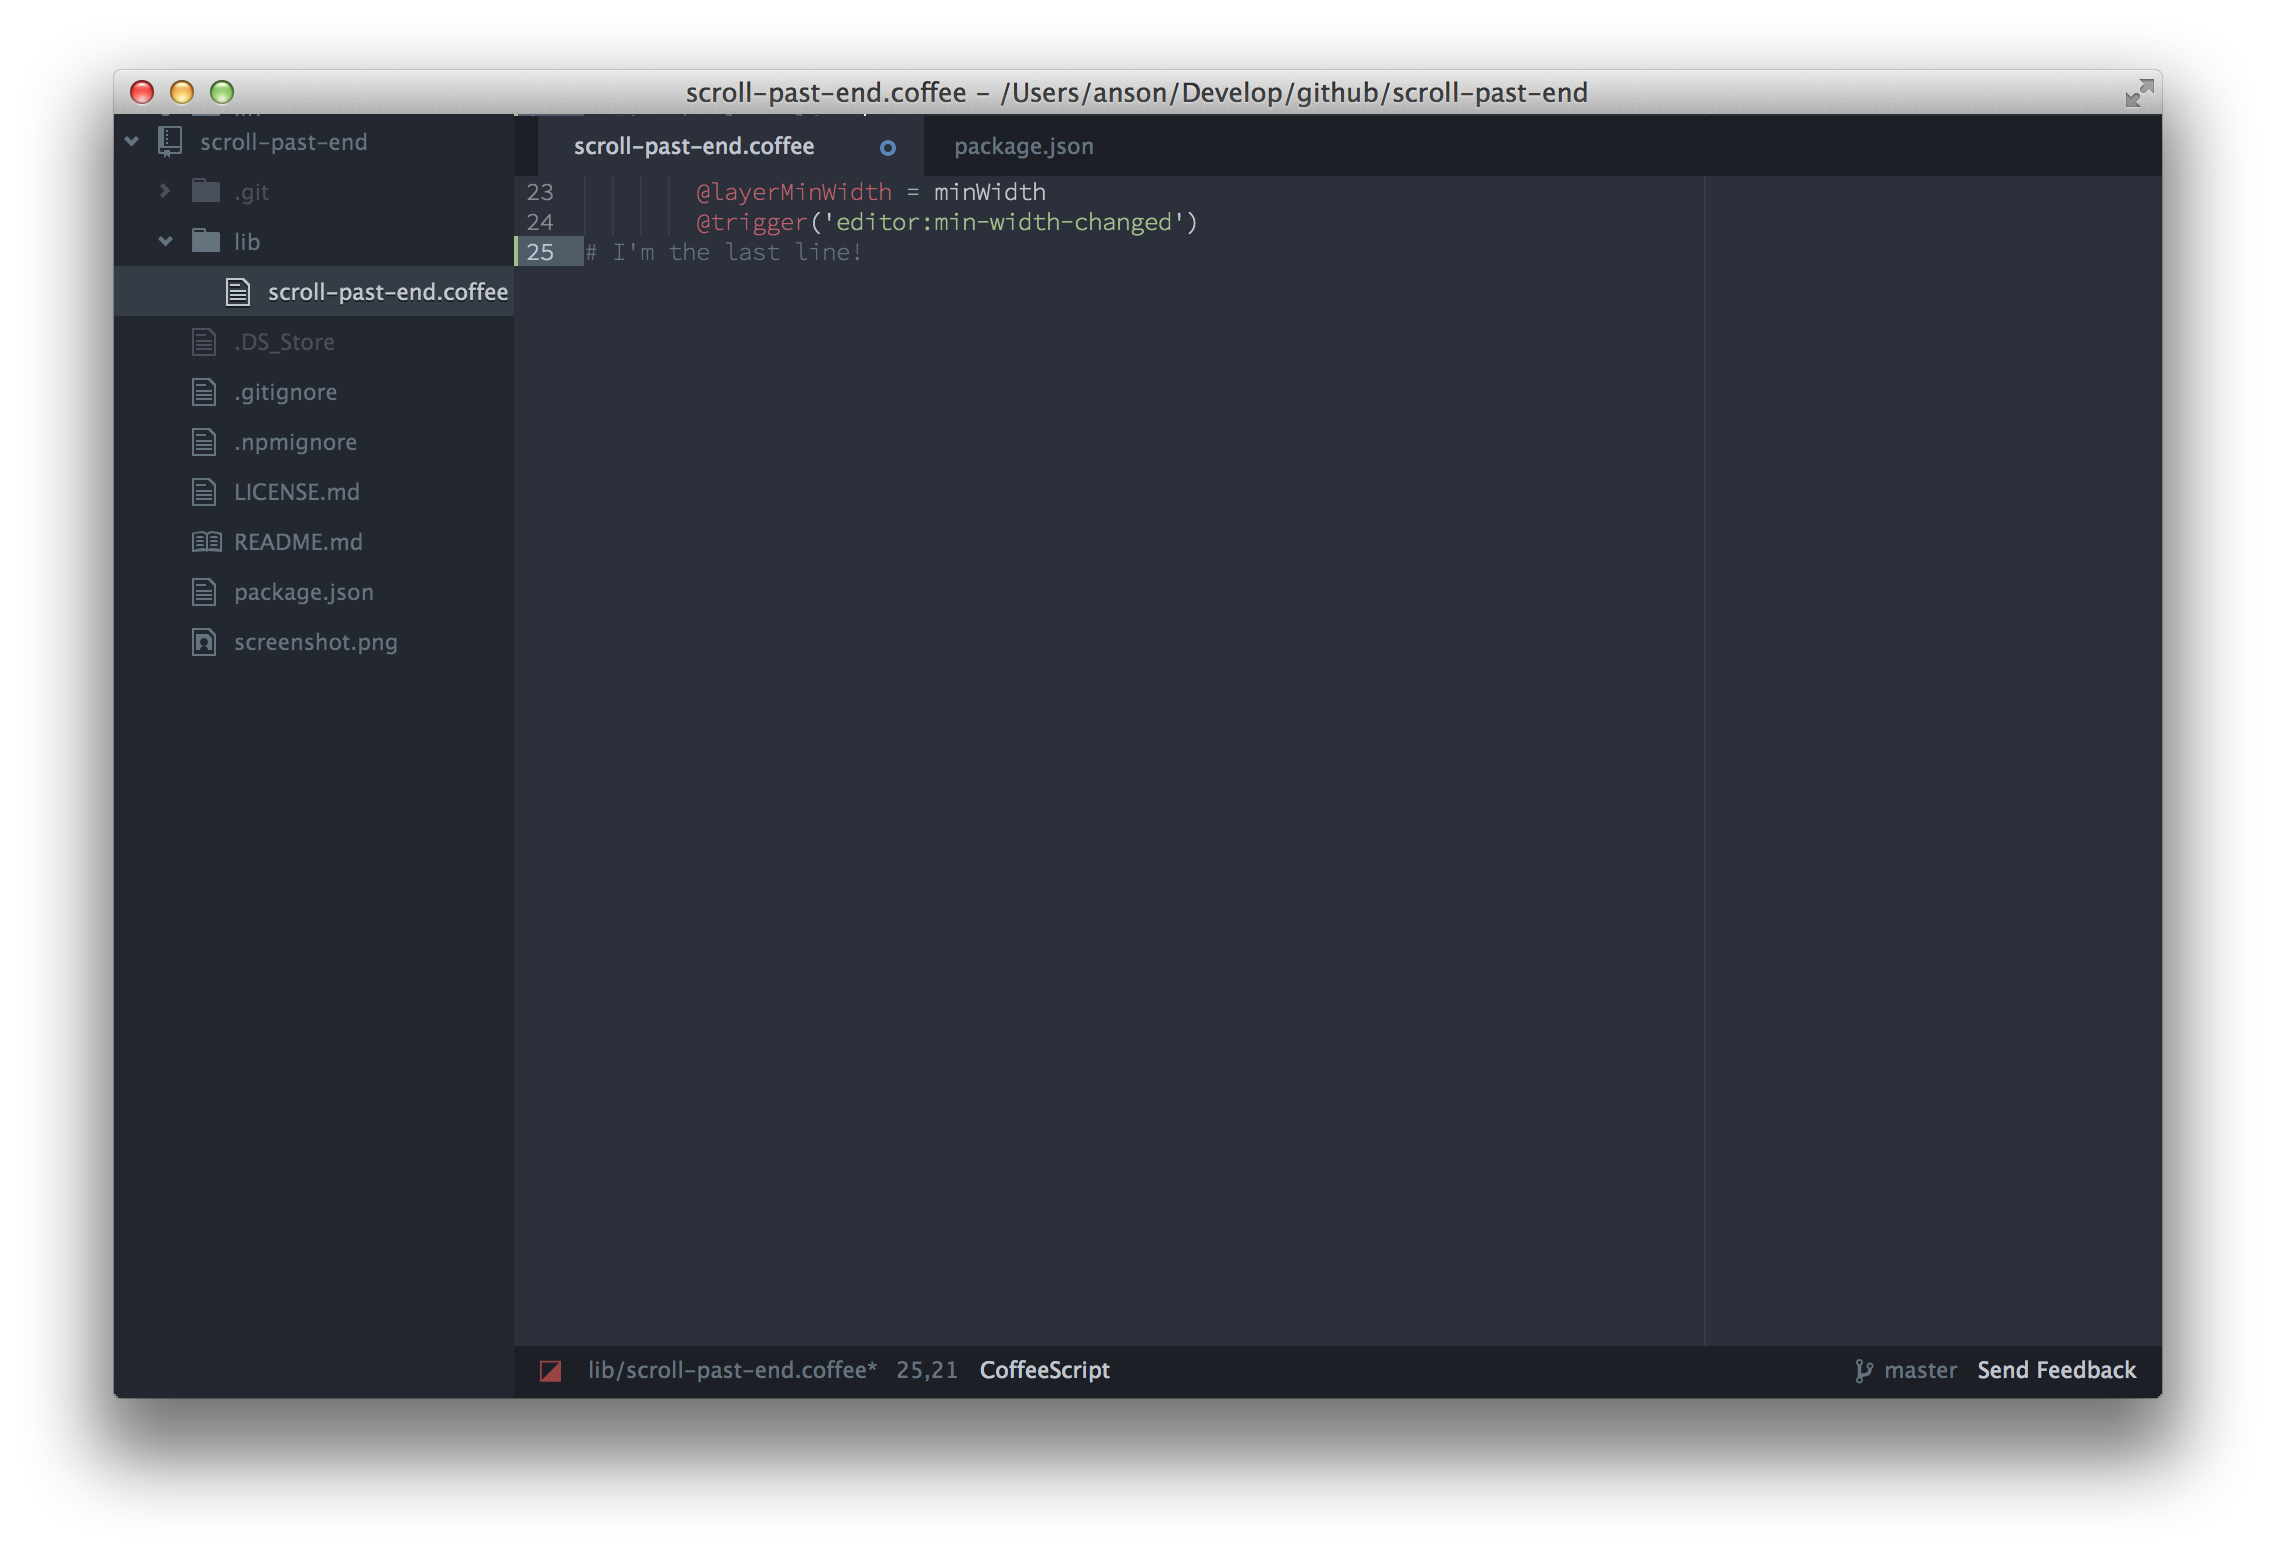 scroll-past-end.coffee – /Users/anson/Develop/github/scroll-past-end
scroll-past-end
.git
lib
scroll-past-end.coffee
.DS_Store
.gitignore
.npmignore
LICENSE.md
README.md
package.json
screenshot.png
scroll-past-end.coffee
package.json
23 @layerMinWidth = minWidth
24 @trigger('editor:min-width-changed')
25 # I'm the last line!
lib/scroll-past-end.coffee* 25,21 CoffeeScript
master Send Feedback